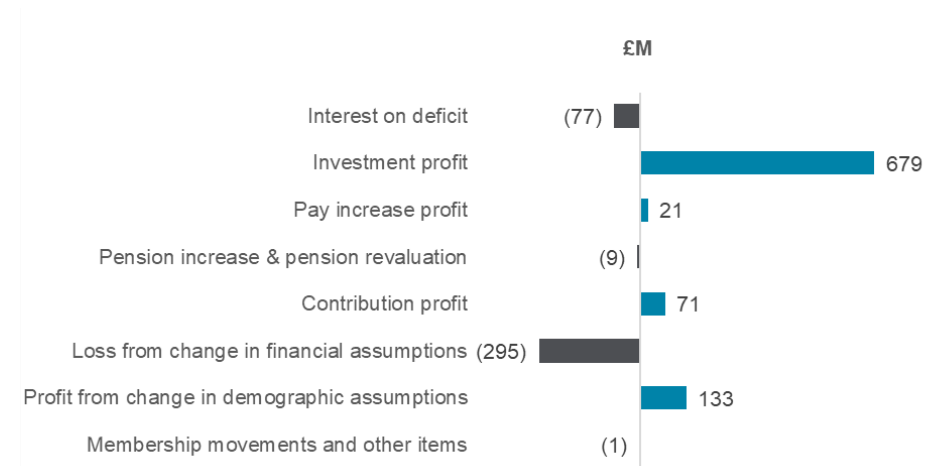 £M
Interest on deficit (77)
Investment profit 679
Pay increase profit 21
Pension increase & pension revaluation (9)
Contribution profit 71
Loss from change in financial assumptions (295)
Profit from change in demographic assumptions 133
Membership movements and other items (1)